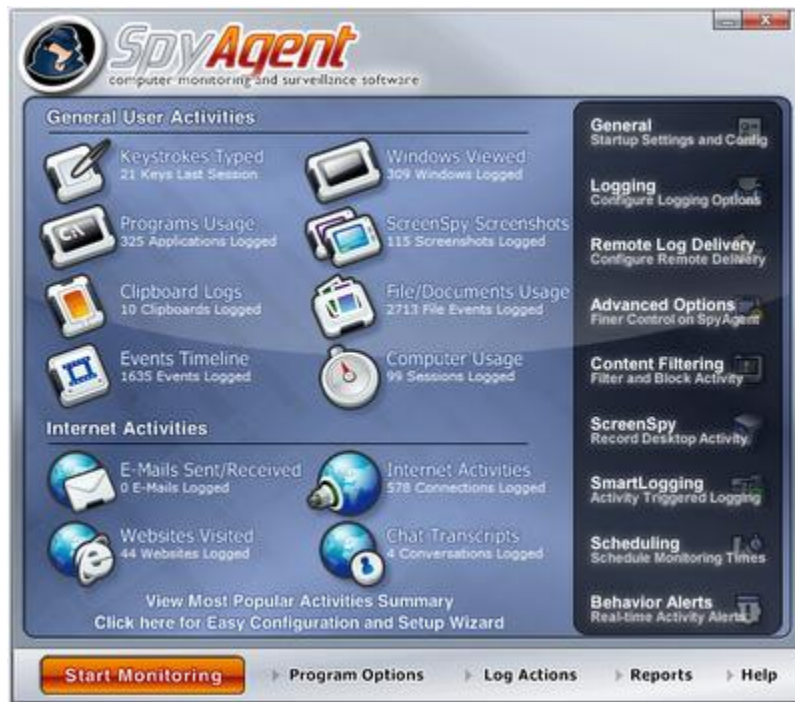 SpyAgent
computer monitoring and surveillance software
General User Activities
Keystrokes Typed
21 Keys Last Session
Windows Viewed
309 Windows Logged
Programs Usage
325 Applications Logged
ScreenSpy Screenshots
115 Screenshots Logged
Clipboard Logs
10 Clipboards Logged
File/Documents Usage
2713 File Events Logged
Events Timeline
1635 Events Logged
Computer Usage
99 Sessions Logged
Internet Activities
E-Mails Sent/Received
0 E-Mails Logged
Internet Activities
578 Connections Logged
Websites Visited
44 Websites Logged
Chat Transcripts
4 Conversations Logged
View Most Popular Activities Summary
Click here for Easy Configuration and Setup Wizard
General
Startup Settings and Config
Logging
Configure Logging Options
Remote Log Delivery
Configure Remote Delivery
Advanced Options
Finer Control on SpyAgent
Content Filtering
Filter and Block Activity
ScreenSpy
Record Desktop Activity
SmartLogging
Activity Triggered Logging
Scheduling
Schedule Monitoring Times
Behavior Alerts
Real-time Activity Alerts
Start Monitoring
Program Options
Log Actions
Reports
Help